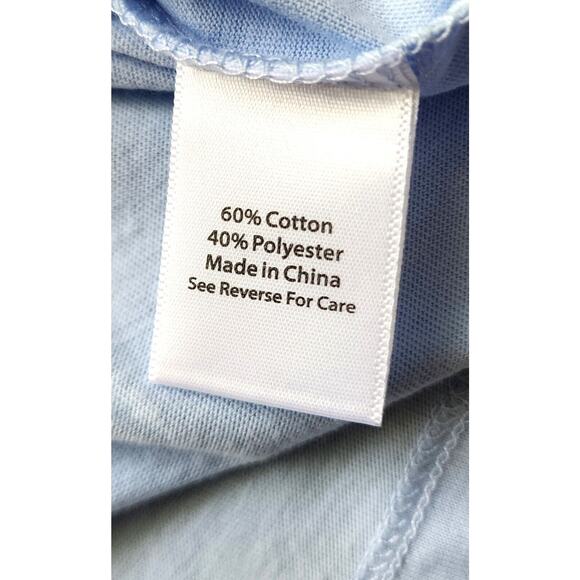 60% Cotton
40% Polyester
Made in China
See Reverse For Care